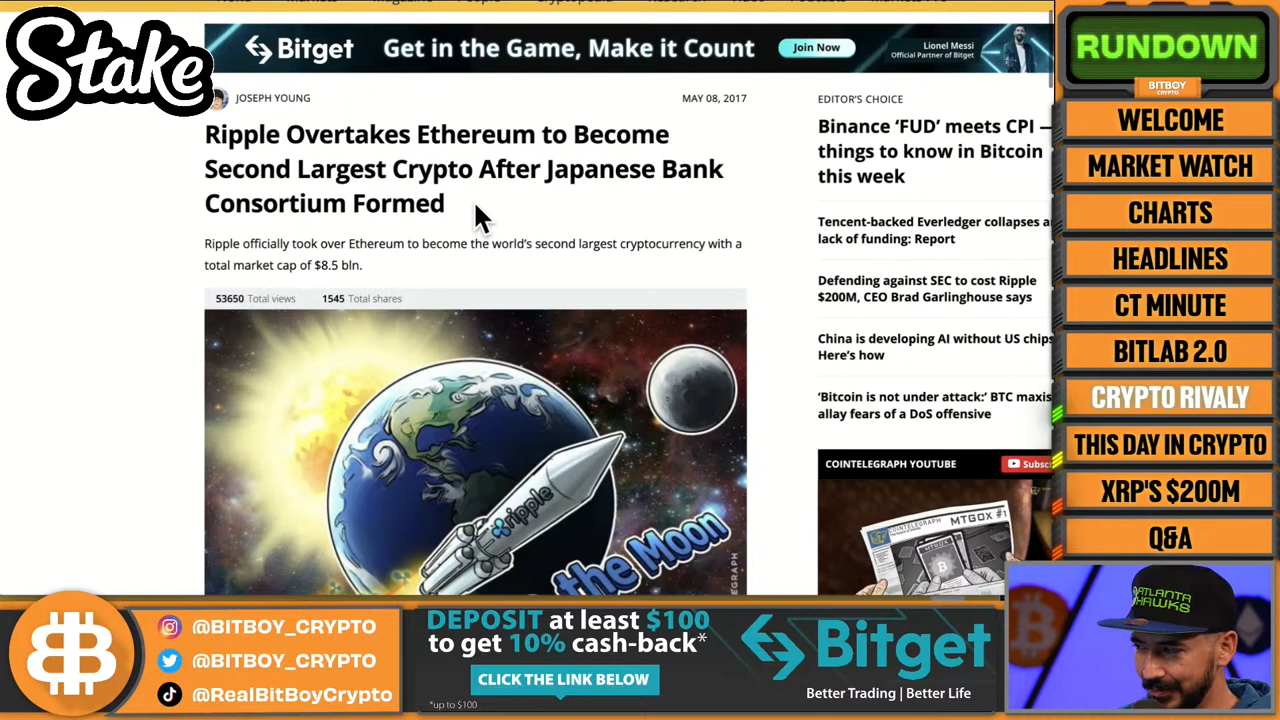 Stake
Bitget
Get in the Game, Make it Count
Join Now
Lionel Messi
Official Partner of Bitget
JOSEPH YOUNG
MAY 08, 2017
Ripple Overtakes Ethereum to Become
Second Largest Crypto After Japanese Bank
Consortium Formed
Ripple officially took over Ethereum to become the world's second largest cryptocurrency with a
total market cap of $8.5 bln.
53650 Total views
1545 Total shares
ripple
the Moon
EDITOR'S CHOICE
Binance 'FUD' meets CPI —
things to know in Bitcoin
this week
Tencent-backed Everledger collapses
lack of funding: Report
Defending against SEC to cost Ripple
$200M, CEO Brad Garlinghouse says
China is developing AI without US chips
Here's how
'Bitcoin is not under attack:' BTC maxis
allay fears of a DoS offensive
COINTELEGRAPH YOUTUBE
Subsc
COINTELEGRAPH
MTGOX #1
RUNDOWN
BITBOY
CRYPTO
WELCOME
MARKET WATCH
CHARTS
HEADLINES
CT MINUTE
BITLAB 2.0
CRYPTO RIVALY
THIS DAY IN CRYPTO
XRP'S $200M
Q&A
@BITBOY_CRYPTO
@BITBOY_CRYPTO
@RealBitBoyCrypto
DEPOSIT at least $100
to get 10% cash-back*
CLICK THE LINK BELOW
*up to $100
Bitget
Better Trading | Better Life
ATLANTA
HAWKS